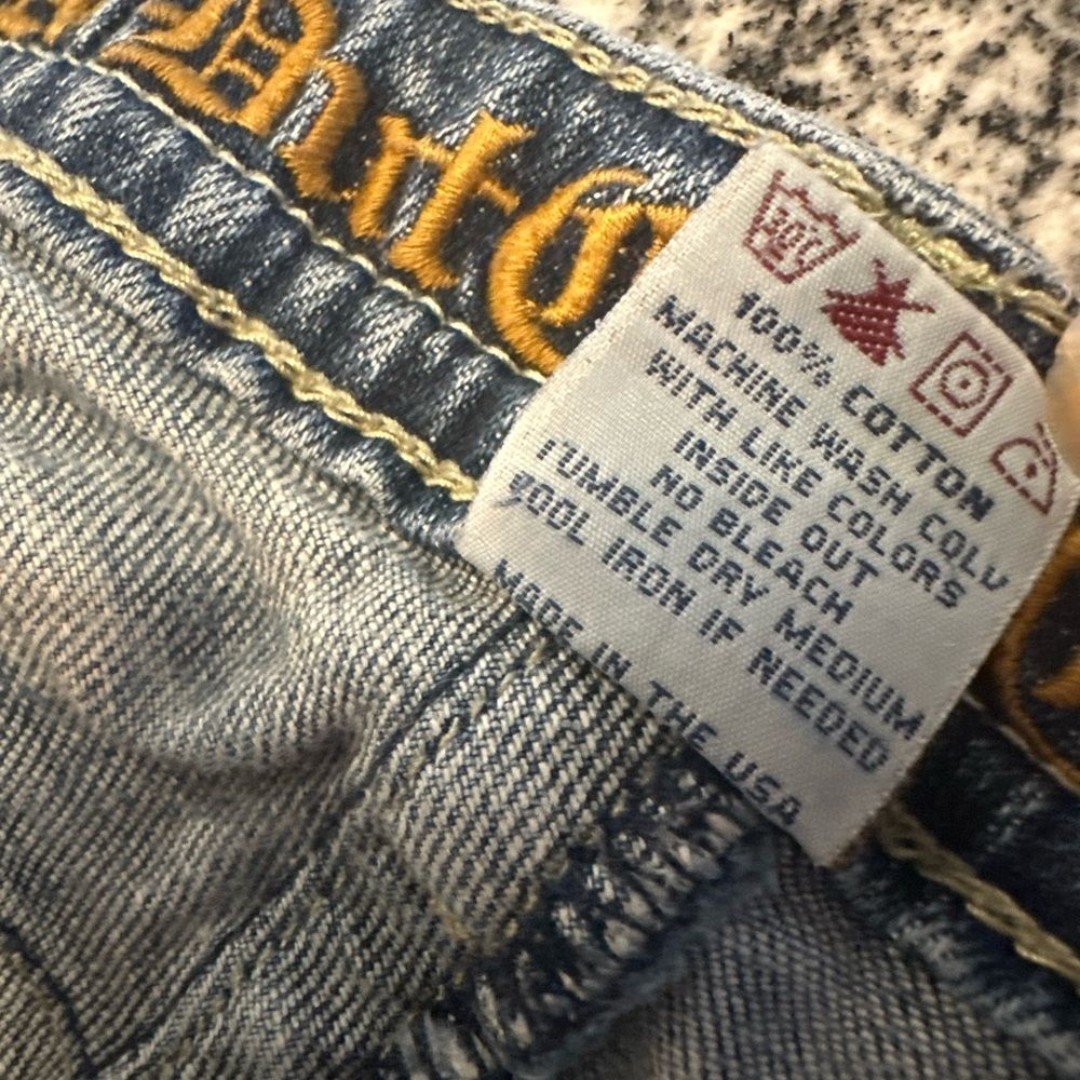 100% COTTON
MACHINE WASH COLD
WITH LIKE COLORS
INSIDE OUT
NO BLEACH
TUMBLE DRY MEDIUM
COOL IRON IF NEEDED
MADE IN THE USA